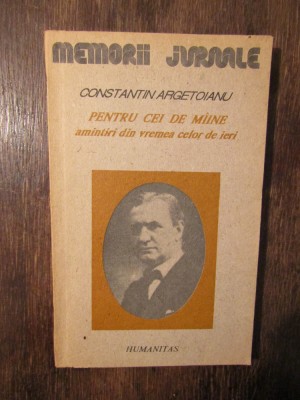 MEMORII JURNALE
CONSTANTIN ARGETOIANU
PENTRU CEI DE MÎINE
amintiri din vremea celor de ieri
HUMANITAS